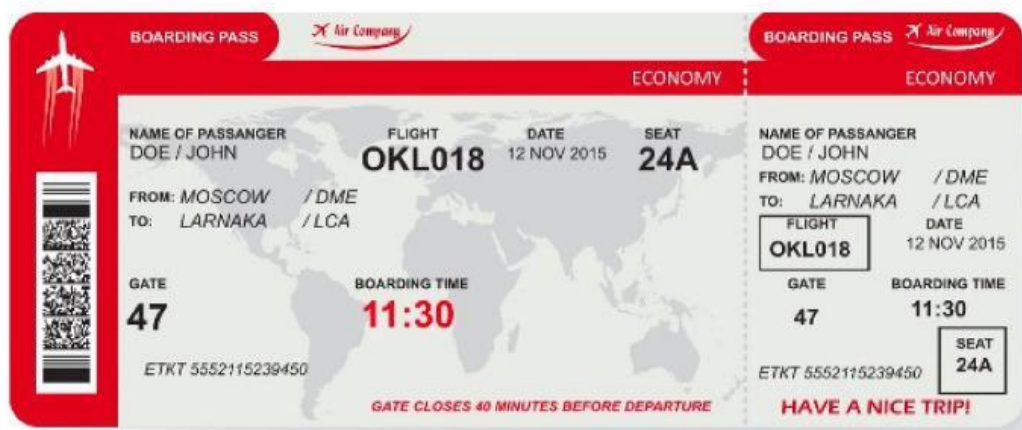 BOARDING PASS
Air Company
ECONOMY
NAME OF PASSANGER
DOE / JOHN
FLIGHT
OKL018
DATE
12 NOV 2015
SEAT
24A
FROM: MOSCOW / DME
TO: LARNAKA / LCA
GATE
47
BOARDING TIME
11:30
ETKT 5552115239450
GATE CLOSES 40 MINUTES BEFORE DEPARTURE
BOARDING PASS
Air Company
ECONOMY
NAME OF PASSANGER
DOE / JOHN
FROM: MOSCOW / DME
TO: LARNAKA / LCA
FLIGHT
OKL018
DATE
12 NOV 2015
GATE
47
BOARDING TIME
11:30
SEAT
24A
ETKT 5552115239450
HAVE A NICE TRIP!